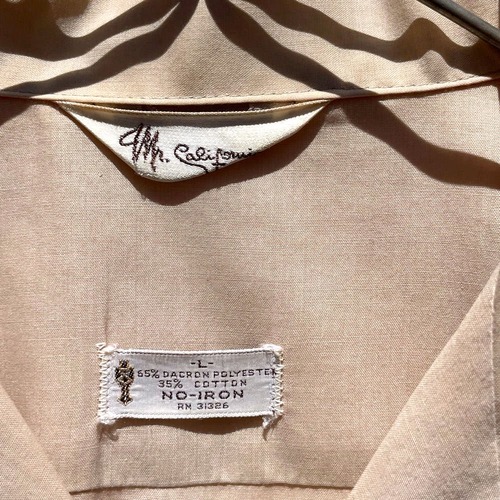 Mr. Californi
-L-
65% DACRON POLYESTER
35% COTTON
NO-IRON
RN 31326